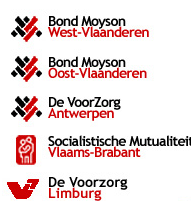 Bond Moyson
West-Vlaanderen
Bond Moyson
Oost-Vlaanderen
De VoorZorg
Antwerpen
Socialistische Mutualiteit
Vlaams-Brabant
De Voorzorg
Limburg